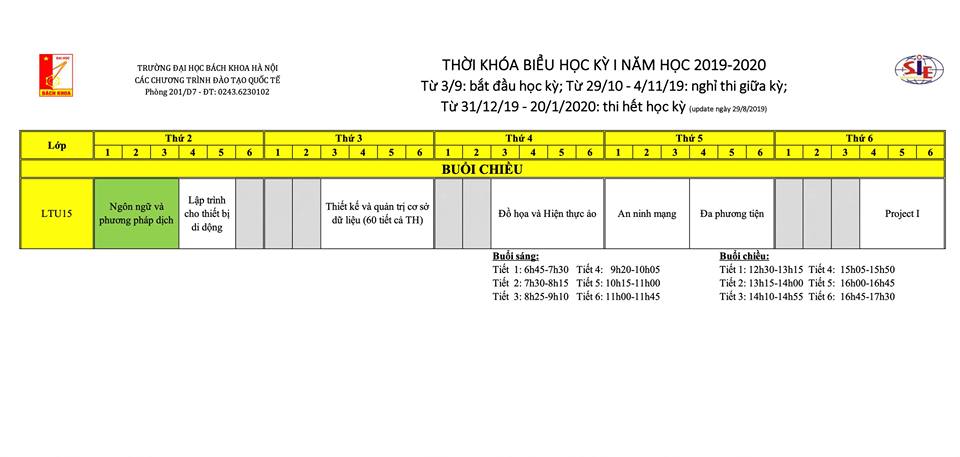 ĐẠI HỌC
BÁCH KHOA
TRƯỜNG ĐẠI HỌC BÁCH KHOA HÀ NỘI
CÁC CHƯƠNG TRÌNH ĐÀO TẠO QUỐC TẾ
Phòng 201/D7 - ĐT: 0243.6230102
THỜI KHÓA BIỂU HỌC KỲ I NĂM HỌC 2019-2020
Từ 3/9: bắt đầu học kỳ; Từ 29/10 - 4/11/19: nghỉ thi giữa kỳ;
Từ 31/12/19 - 20/1/2020: thi hết học kỳ (update ngày 29/8/2019)
SIE
Lớp Thứ 2 Thứ 3 Thứ 4 Thứ 5 Thứ 6
1 2 3 4 5 6 1 2 3 4 5 6 1 2 3 4 5 6 1 2 3 4 5 6 1 2 3 4 5 6
BUỔI CHIỀU
LTU15
Ngôn ngữ và
phương pháp dịch
Lập trình
cho thiết bị
di động
Thiết kế và quản trị cơ sở
dữ liệu (60 tiết cả TH)
Đồ họa và Hiện thực ảo
An ninh mạng
Đa phương tiện
Project I
Buổi sáng:
Tiết 1: 6h45-7h30 Tiết 4: 9h20-10h05
Tiết 2: 7h30-8h15 Tiết 5: 10h15-11h00
Tiết 3: 8h25-9h10 Tiết 6: 11h00-11h45
Buổi chiều:
Tiết 1: 12h30-13h15 Tiết 4: 15h05-15h50
Tiết 2: 13h15-14h00 Tiết 5: 16h00-16h45
Tiết 3: 14h10-14h55 Tiết 6: 16h45-17h30